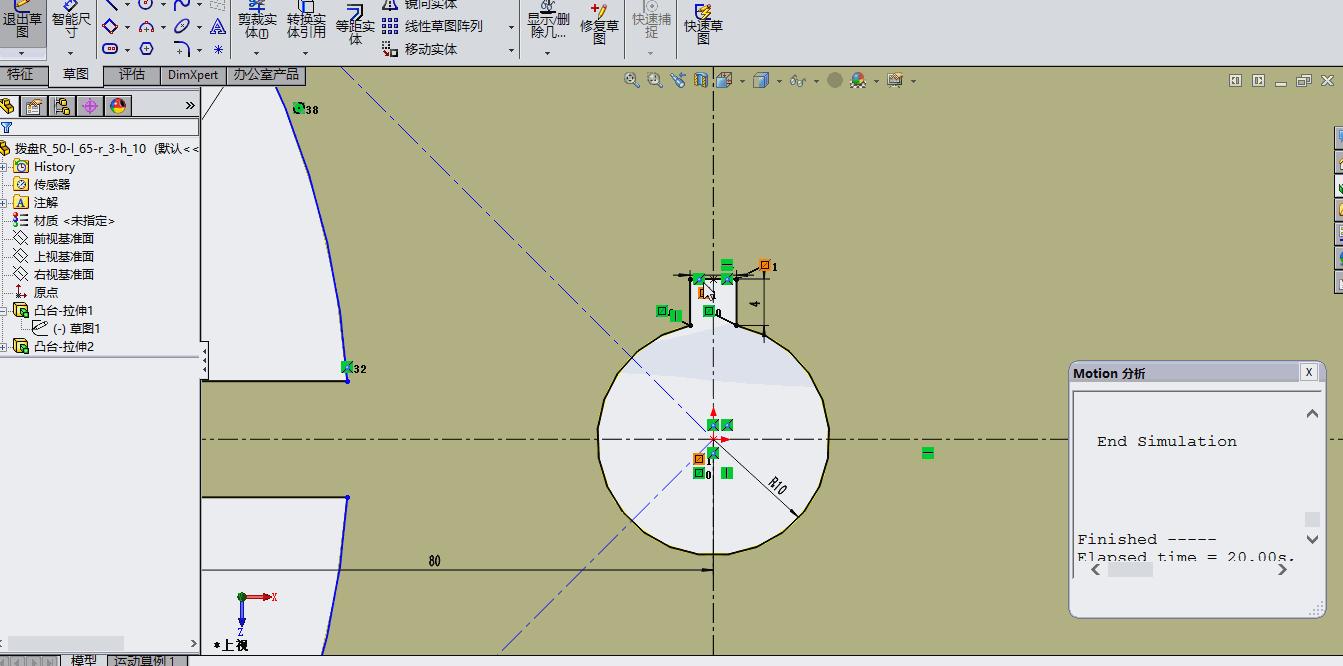 退出草图
智能尺寸
剪裁实体(T)
转换实体引用
等距实体
镜向实体
线性草图阵列
移动实体
显示/删除几...
修复草图
快速捕捉
快速草图
特征 草图 评估 DimXpert 办公室产品
拨盘R_50-l_65-r_3-h_10 (默认<<
History
传感器
注解
材质 <未指定>
前视基准面
上视基准面
右视基准面
原点
凸台-拉伸1
(-) 草图1
凸台-拉伸2
38
32
1
4
0
1
0
R10
80
X
Z
*上视
Motion 分析
End Simulation
Finished -----
Elapsed time = 20.00s.
模型 运动算例 1